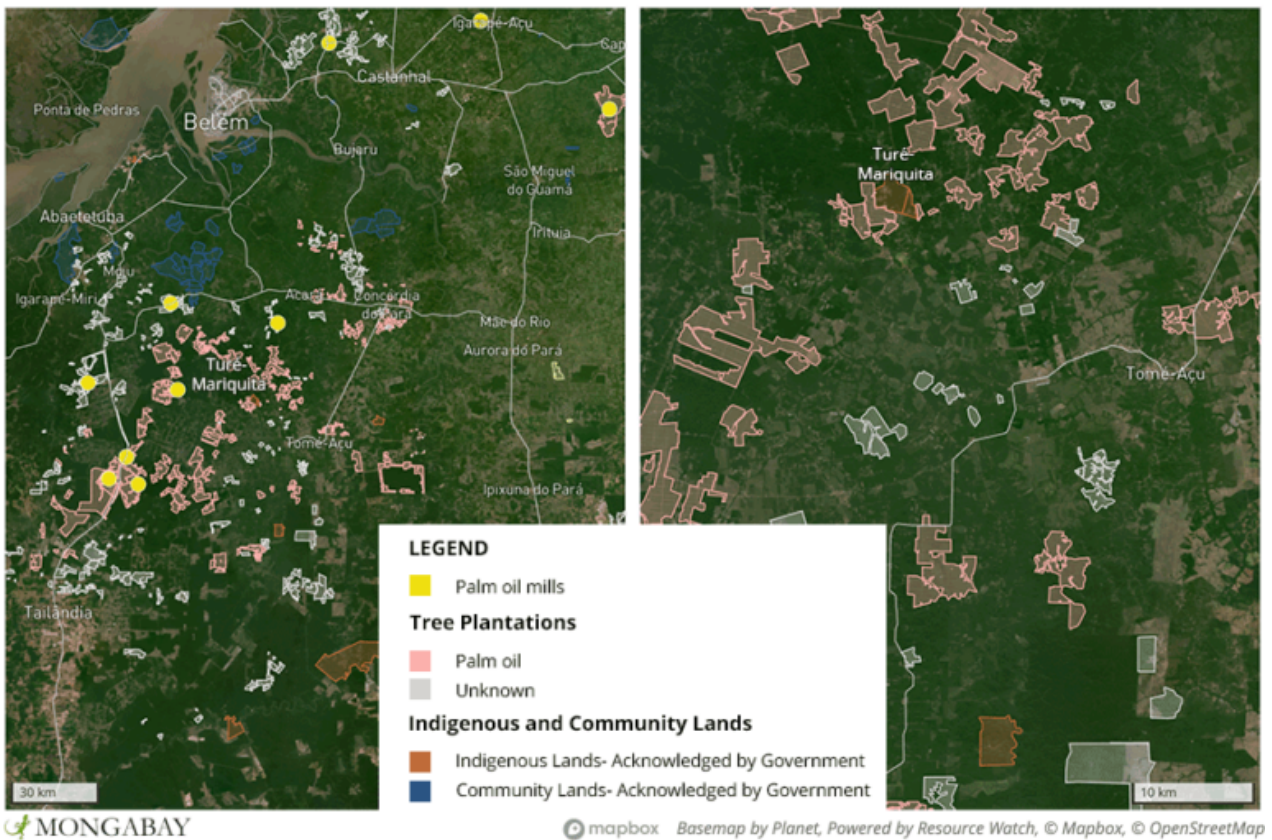 Igarapé-Açu
Cap
Castanhal
Ponta de Pedras
Belém
Bujaru
São Miguel
do Guamá
Abaetetuba
Irituia
Moju
Igarapé-Miri
Acará
Concórdia
do Pará
Mãe do Rio
Aurora do Pará
Turé-
Mariquita
Tomé-Açu
Ipixuna do Pará
Tailândia
30 km
Turé-
Mariquita
Tomé-Açu
10 km
LEGEND
Palm oil mills
Tree Plantations
Palm oil
Unknown
Indigenous and Community Lands
Indigenous Lands- Acknowledged by Government
Community Lands- Acknowledged by Government
MONGABAY
mapbox Basemap by Planet, Powered by Resource Watch, © Mapbox, © OpenStreetMap